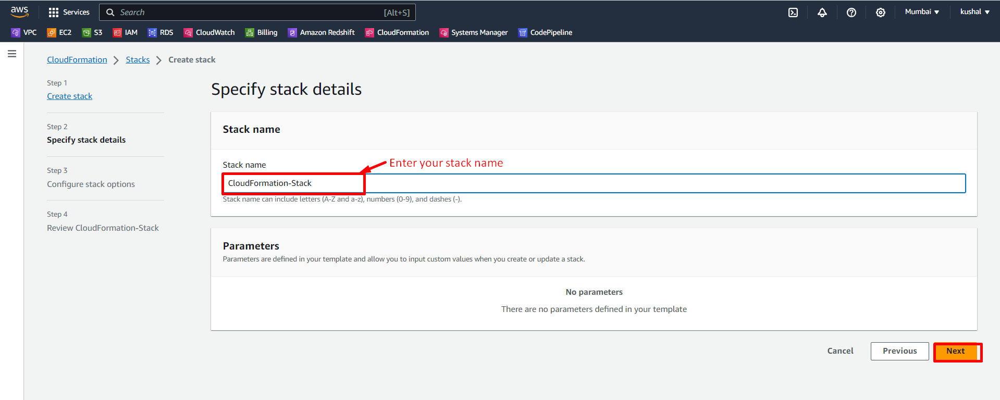 aws Services Search [Alt+S] Mumbai kushal
VPC EC2 S3 IAM RDS CloudWatch Billing Amazon Redshift CloudFormation Systems Manager CodePipeline
CloudFormation Stacks Create stack
Step 1
Create stack
Step 2
Specify stack details
Step 3
Configure stack options
Step 4
Review CloudFormation-Stack
Specify stack details
Stack name
Stack name
Enter your stack name
CloudFormation-Stack
Stack name can include letters (A-Z and a-z), numbers (0-9), and dashes (-).
Parameters
Parameters are defined in your template and allow you to input custom values when you create or update a stack.
No parameters
There are no parameters defined in your template
Cancel Previous Next